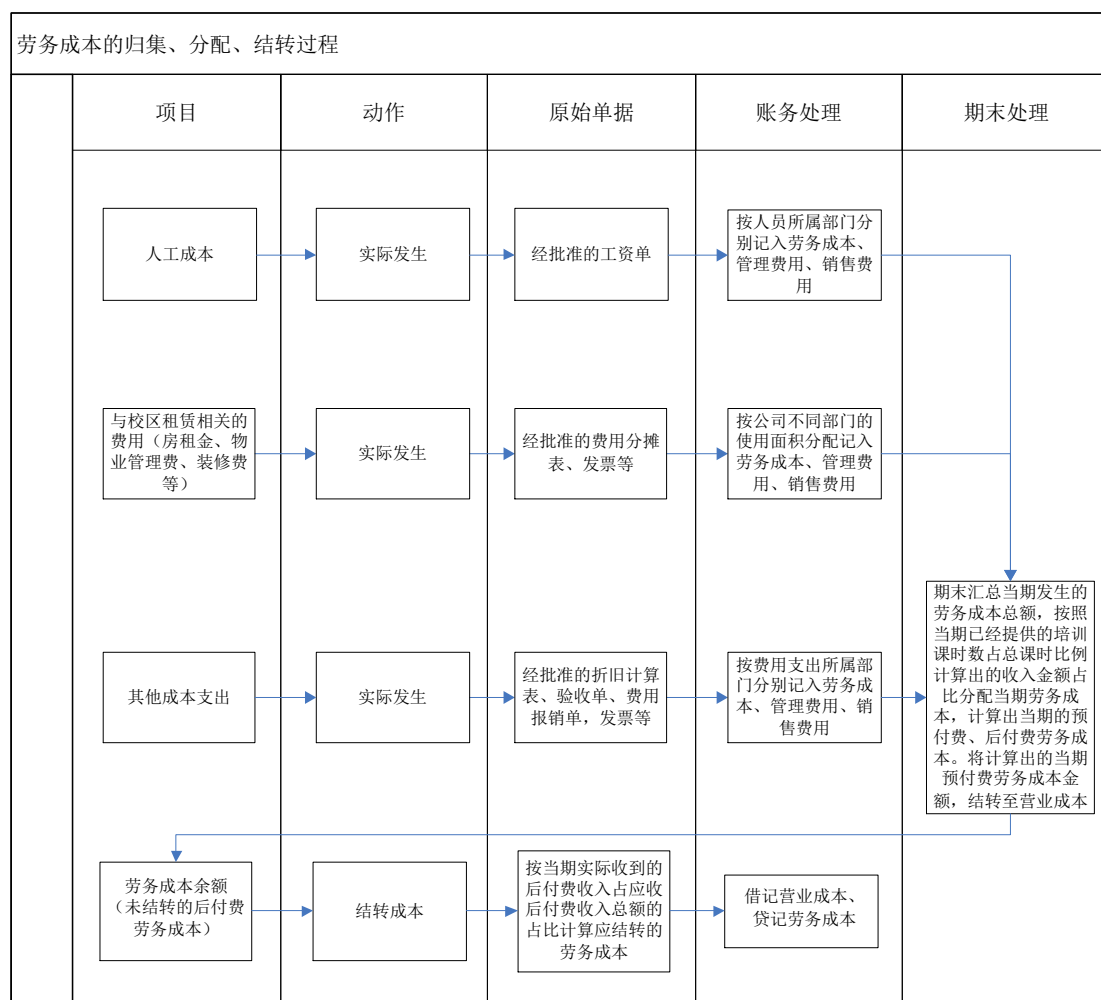 劳务成本的归集、分配、结转过程
项目
动作
原始单据
账务处理
期末处理
人工成本
实际发生
经批准的工资单
按人员所属部门分
别记入劳务成本、
管理费用、销售费
用
与校区租赁相关的
费用（房租金、物
业管理费、装修费
等）
实际发生
经批准的费用分摊
表、发票等
按公司不同部门的
使用面积分配记入
劳务成本、管理费
用、销售费用
其他成本支出
实际发生
经批准的折旧计算
表、验收单、费用
报销单，发票等
按费用支出所属部
门分别记入劳务成
本、管理费用、销
售费用
期末汇总当期发生的
劳务成本总额，按照
当期已经提供的培训
课时数占总课时比例
计算出的收入金额占
比分配当期劳务成
本，计算出当期的预
付费、后付费劳务成
本。将计算出的当期
预付费劳务成本金
额，结转至营业成本
劳务成本余额
（未结转的后付费
劳务成本）
结转成本
按当期实际收到的
后付费收入占应收
后付费收入总额的
占比计算应结转的
劳务成本
借记营业成本、
贷记劳务成本